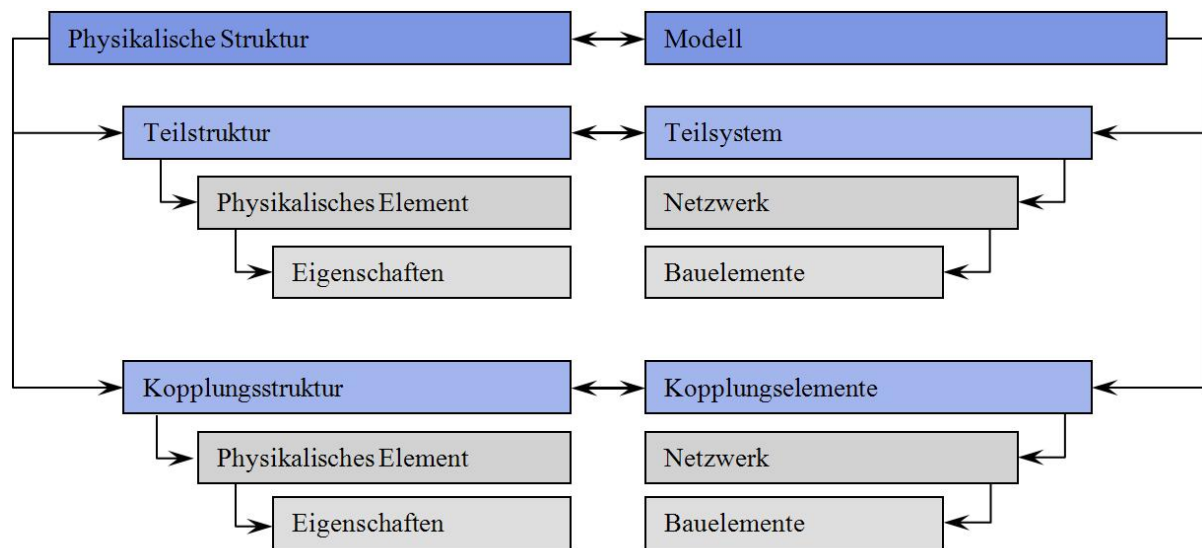 Physikalische Struktur
Modell
Teilstruktur
Teilsystem
Physikalisches Element
Netzwerk
Eigenschaften
Bauelemente
Kopplungsstruktur
Kopplungselemente
Physikalisches Element
Netzwerk
Eigenschaften
Bauelemente